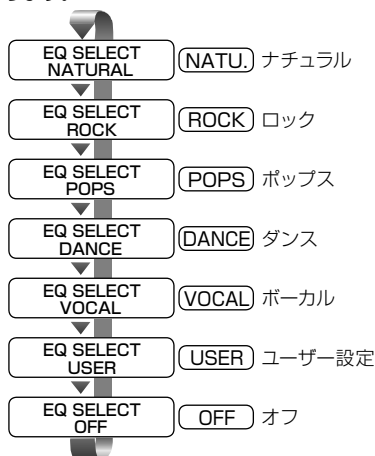 EQ SELECT
NATURAL
NATU. ナチュラル
EQ SELECT
ROCK
ROCK ロック
EQ SELECT
POPS
POPS ポップス
EQ SELECT
DANCE
DANCE ダンス
EQ SELECT
VOCAL
VOCAL ボーカル
EQ SELECT
USER
USER ユーザー設定
EQ SELECT
OFF
OFF オフ